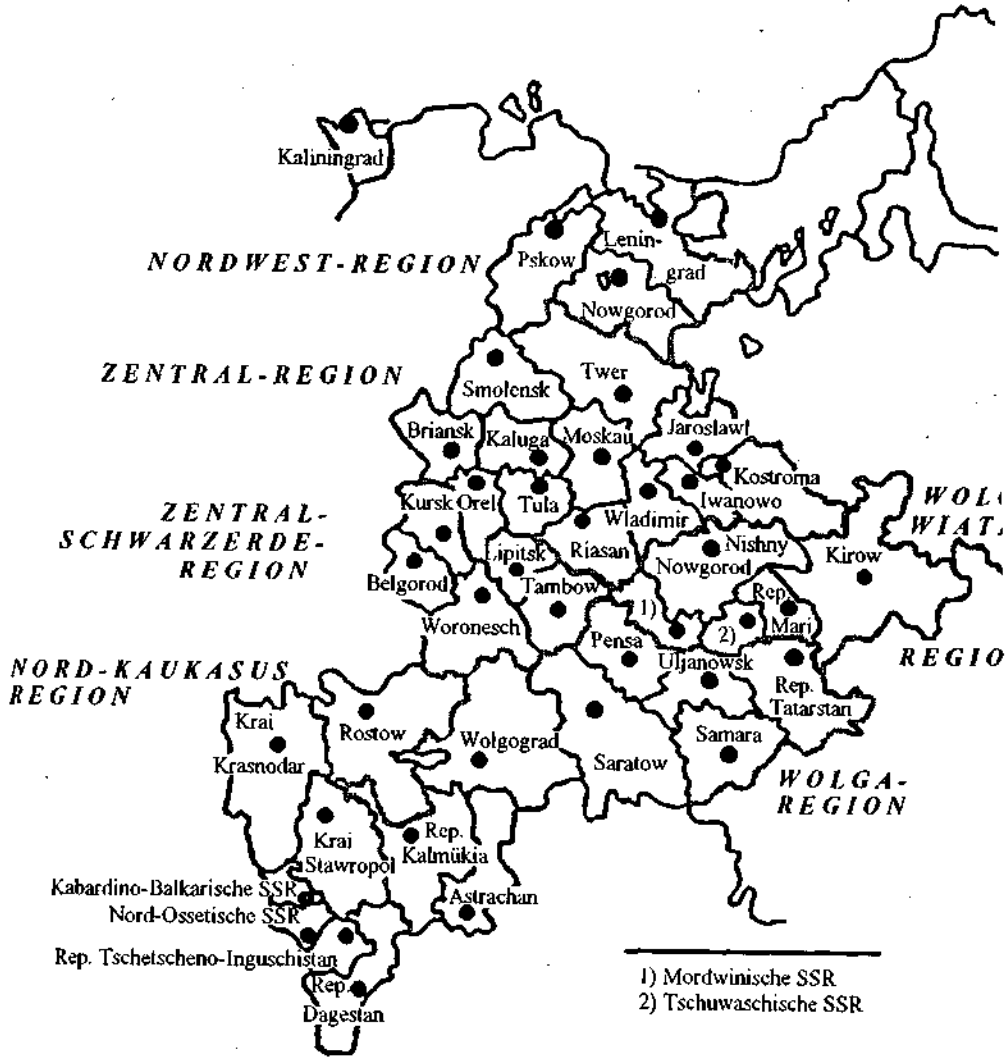 Kaliningrad
NORDWEST-REGION
Pskow
Lenin-
grad
Nowgorod
ZENTRAL-REGION
Smolensk
Twer
Briansk
Kaluga
Moskau
Jaroslawl
Kostroma
Iwanowo
ZENTRAL-
SCHWARZERDE-
REGION
Kursk
Orel
Tula
Wladimir
WOLG
WIATJ
Lipitsk
Riasan
Nishny
Nowgorod
Kirow
Belgorod
Tambow
Woronesch
1)
Rep.
Mari
2)
Pensa
Uljanowsk
REGIO
NORD-KAUKASUS
REGION
Rep.
Tatarstan
Krai
Krasnodar
Rostow
Wolgograd
Saratow
Samara
WOLGA-
REGION
Krai
Stawropol
Rep.
Kalmükia
Kabardino-Balkarische SSR
Astrachan
Nord-Ossetische SSR
Rep. Tschetscheno-Inguschistan
Rep.
Dagestan
1) Mordwinische SSR
2) Tschuwaschische SSR